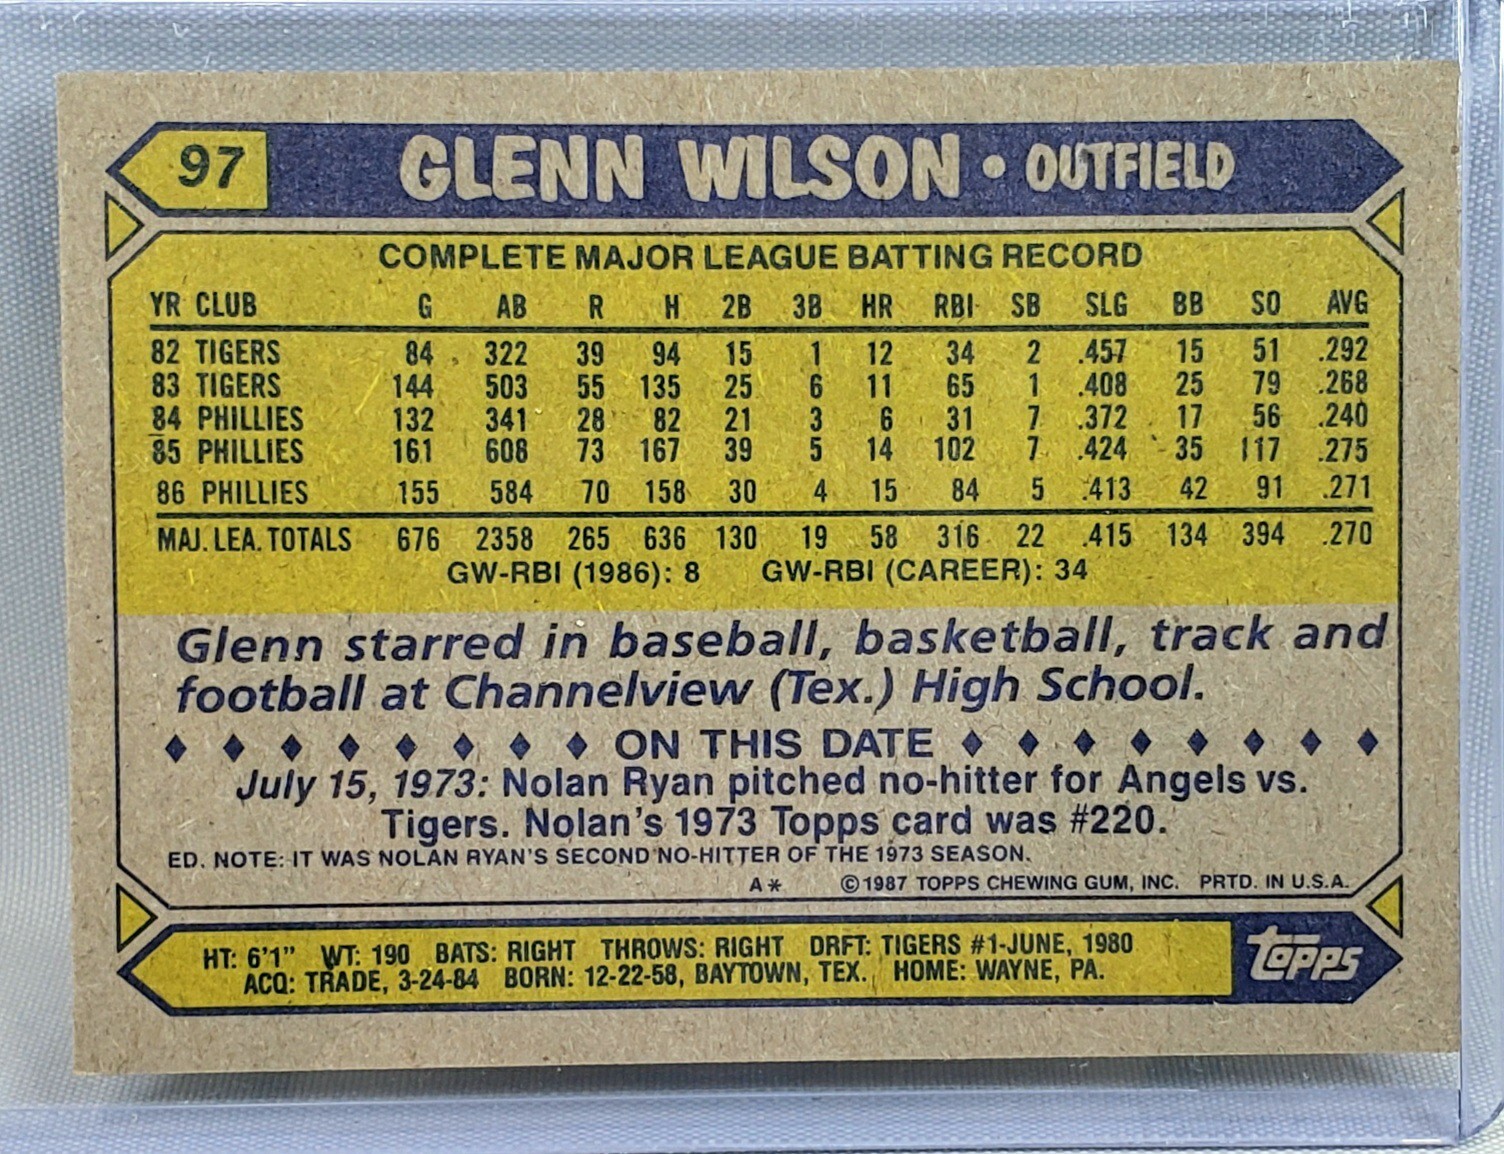 97 GLENN WILSON • OUTFIELD
COMPLETE MAJOR LEAGUE BATTING RECORD
YR CLUB G AB R H 2B 3B HR RBI SB SLG BB SO AVG
82 TIGERS 84 322 39 94 15 1 12 34 2 .457 15 51 .292
83 TIGERS 144 503 55 135 25 6 11 65 1 .408 25 79 .268
84 PHILLIES 132 341 28 82 21 3 6 31 7 .372 17 56 .240
85 PHILLIES 161 608 73 167 39 5 14 102 7 .424 35 117 .275
86 PHILLIES 155 584 70 158 30 4 15 84 5 .413 42 91 .271
MAJ. LEA. TOTALS 676 2358 265 636 130 19 58 316 22 .415 134 394 .270
GW-RBI (1986): 8 GW-RBI (CAREER): 34
Glenn starred in baseball, basketball, track and
football at Channelview (Tex.) High School.
♦ ♦ ♦ ♦ ♦ ♦ ♦ ♦ ON THIS DATE ♦ ♦ ♦ ♦ ♦ ♦ ♦ ♦
July 15, 1973: Nolan Ryan pitched no-hitter for Angels vs.
Tigers. Nolan's 1973 Topps card was #220.
ED. NOTE: IT WAS NOLAN RYAN'S SECOND NO-HITTER OF THE 1973 SEASON.
A* ©1987 TOPPS CHEWING GUM, INC. PRTD. IN U.S.A.
HT: 6'1" WT: 190 BATS: RIGHT THROWS: RIGHT DRFT: TIGERS #1-JUNE, 1980
ACQ: TRADE, 3-24-84 BORN: 12-22-58, BAYTOWN, TEX. HOME: WAYNE, PA.
topps